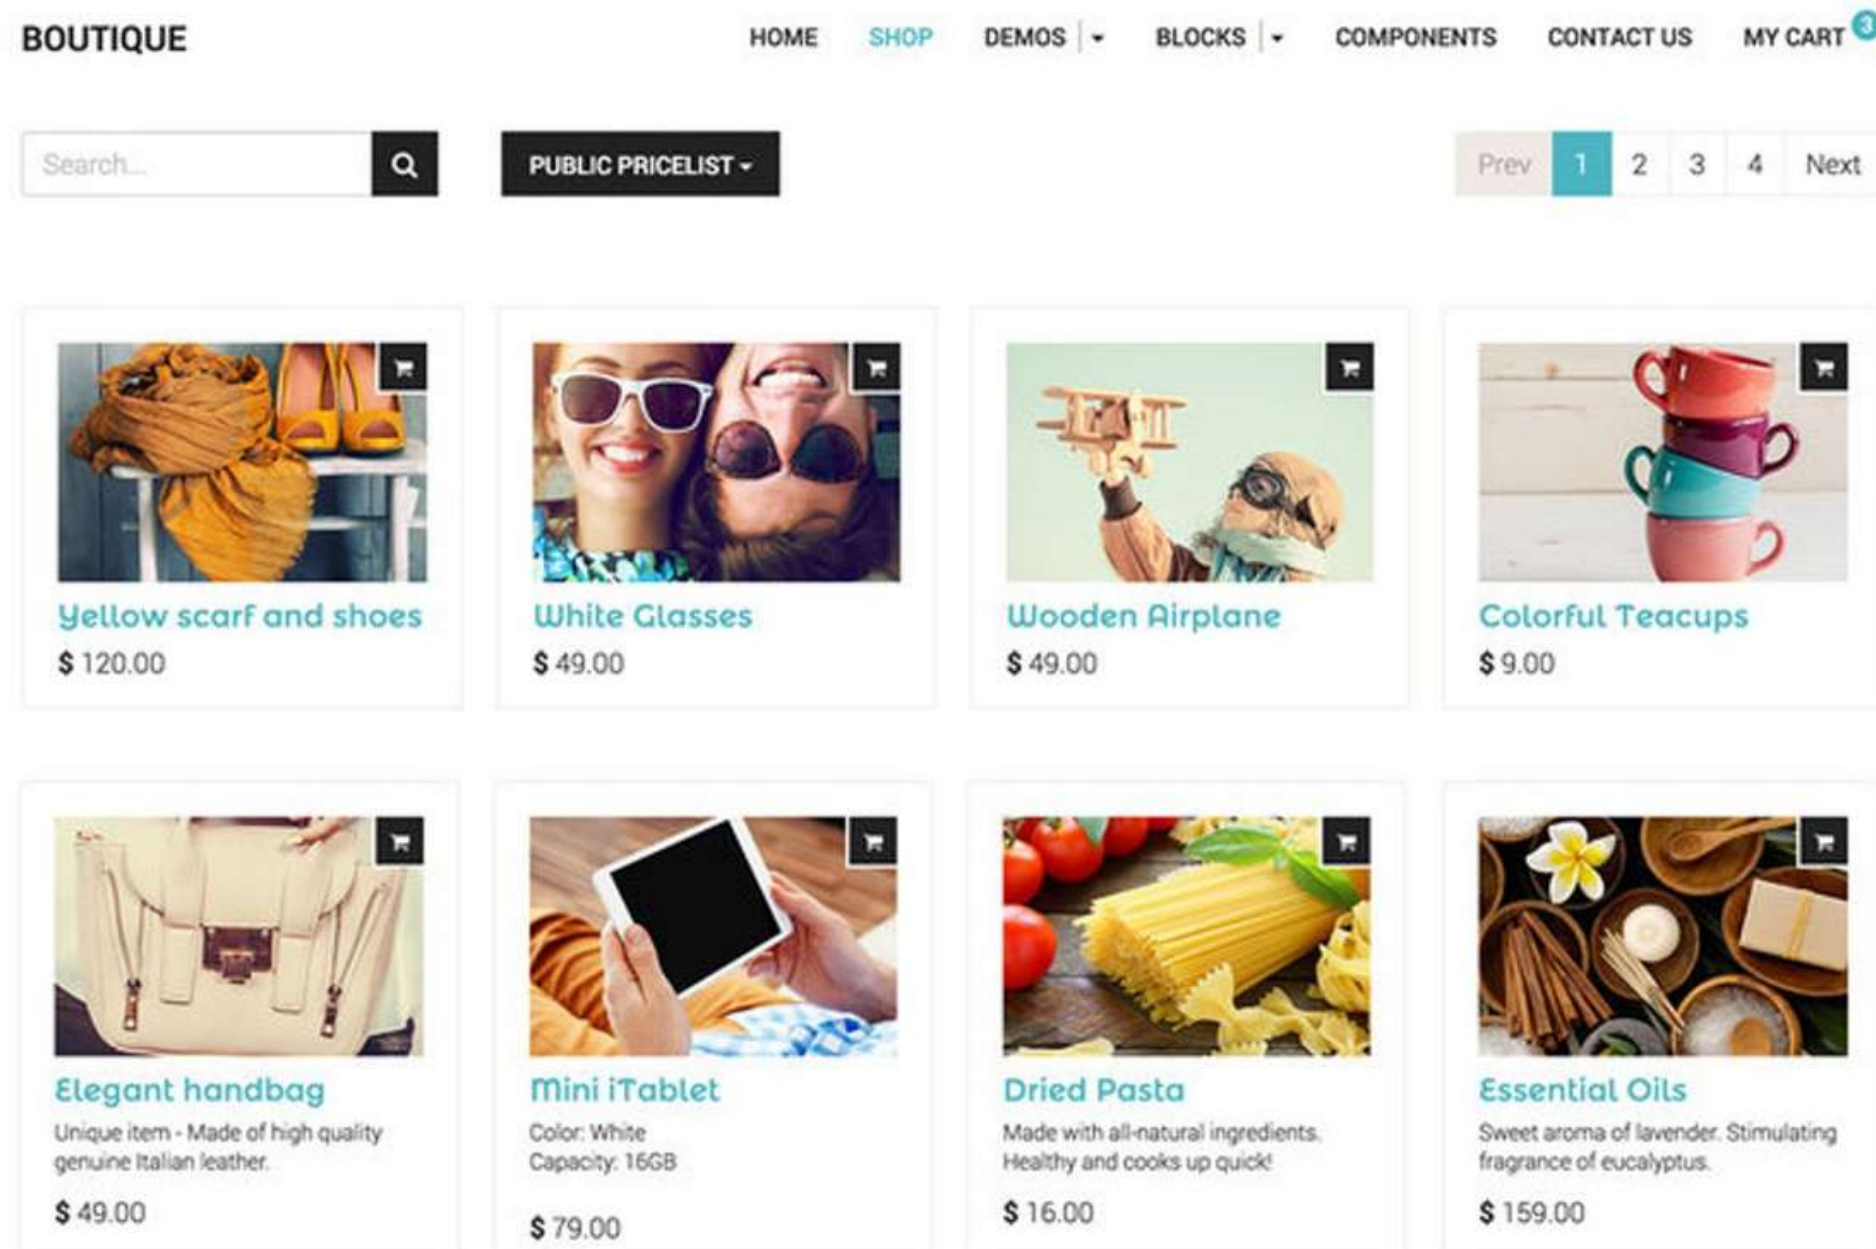 BOUTIQUE
HOME SHOP DEMOS BLOCKS COMPONENTS CONTACT US MY CART 3
Search...
PUBLIC PRICELIST
Prev 1 2 3 4 Next
Yellow scarf and shoes
$ 120.00
White Glasses
$ 49.00
Wooden Airplane
$ 49.00
Colorful Teacups
$ 9.00
Elegant handbag
Unique item - Made of high quality
genuine Italian leather.
$ 49.00
Mini iTablet
Color: White
Capacity: 16GB
$ 79.00
Dried Pasta
Made with all-natural ingredients.
Healthy and cooks up quick!
$ 16.00
Essential Oils
Sweet aroma of lavender. Stimulating
fragrance of eucalyptus.
$ 159.00